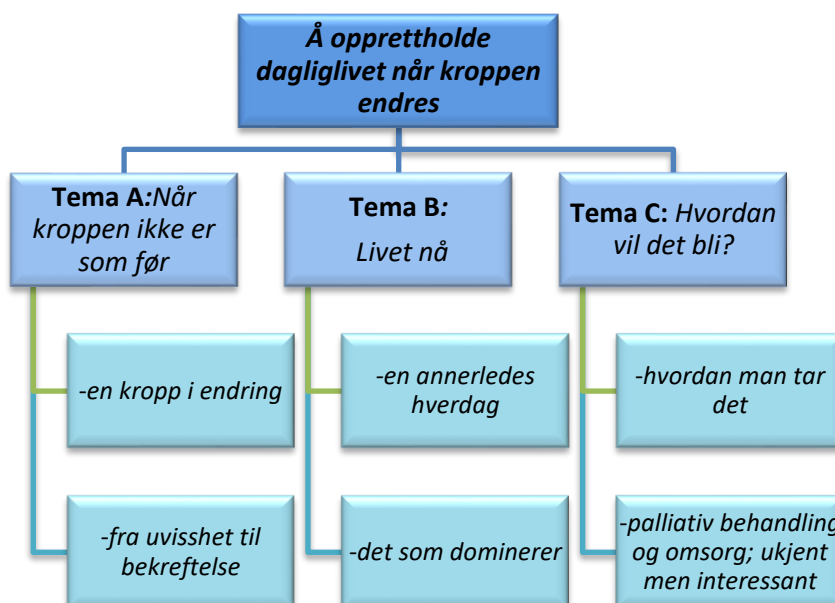 Å opprettholde
dagliglivet når kroppen
endres
Tema A:Når
kroppen ikke er
som før
Tema B:
Livet nå
Tema C: Hvordan
vil det bli?
-en kropp i endring
-en annerledes
hverdag
-hvordan man tar
det
-fra uvisshet til
bekreftelse
-det som dominerer
-palliativ behandling
og omsorg; ukjent
men interessant